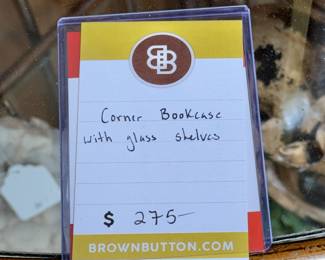 BB
Corner Bookcase
with glass shelves
$ 275—
BROWNBUTTON.COM